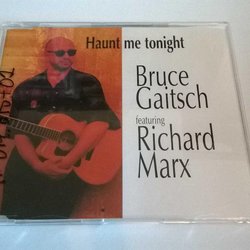 Haunt me tonight
Bruce
Gaitsch
featuring
Richard
Marx